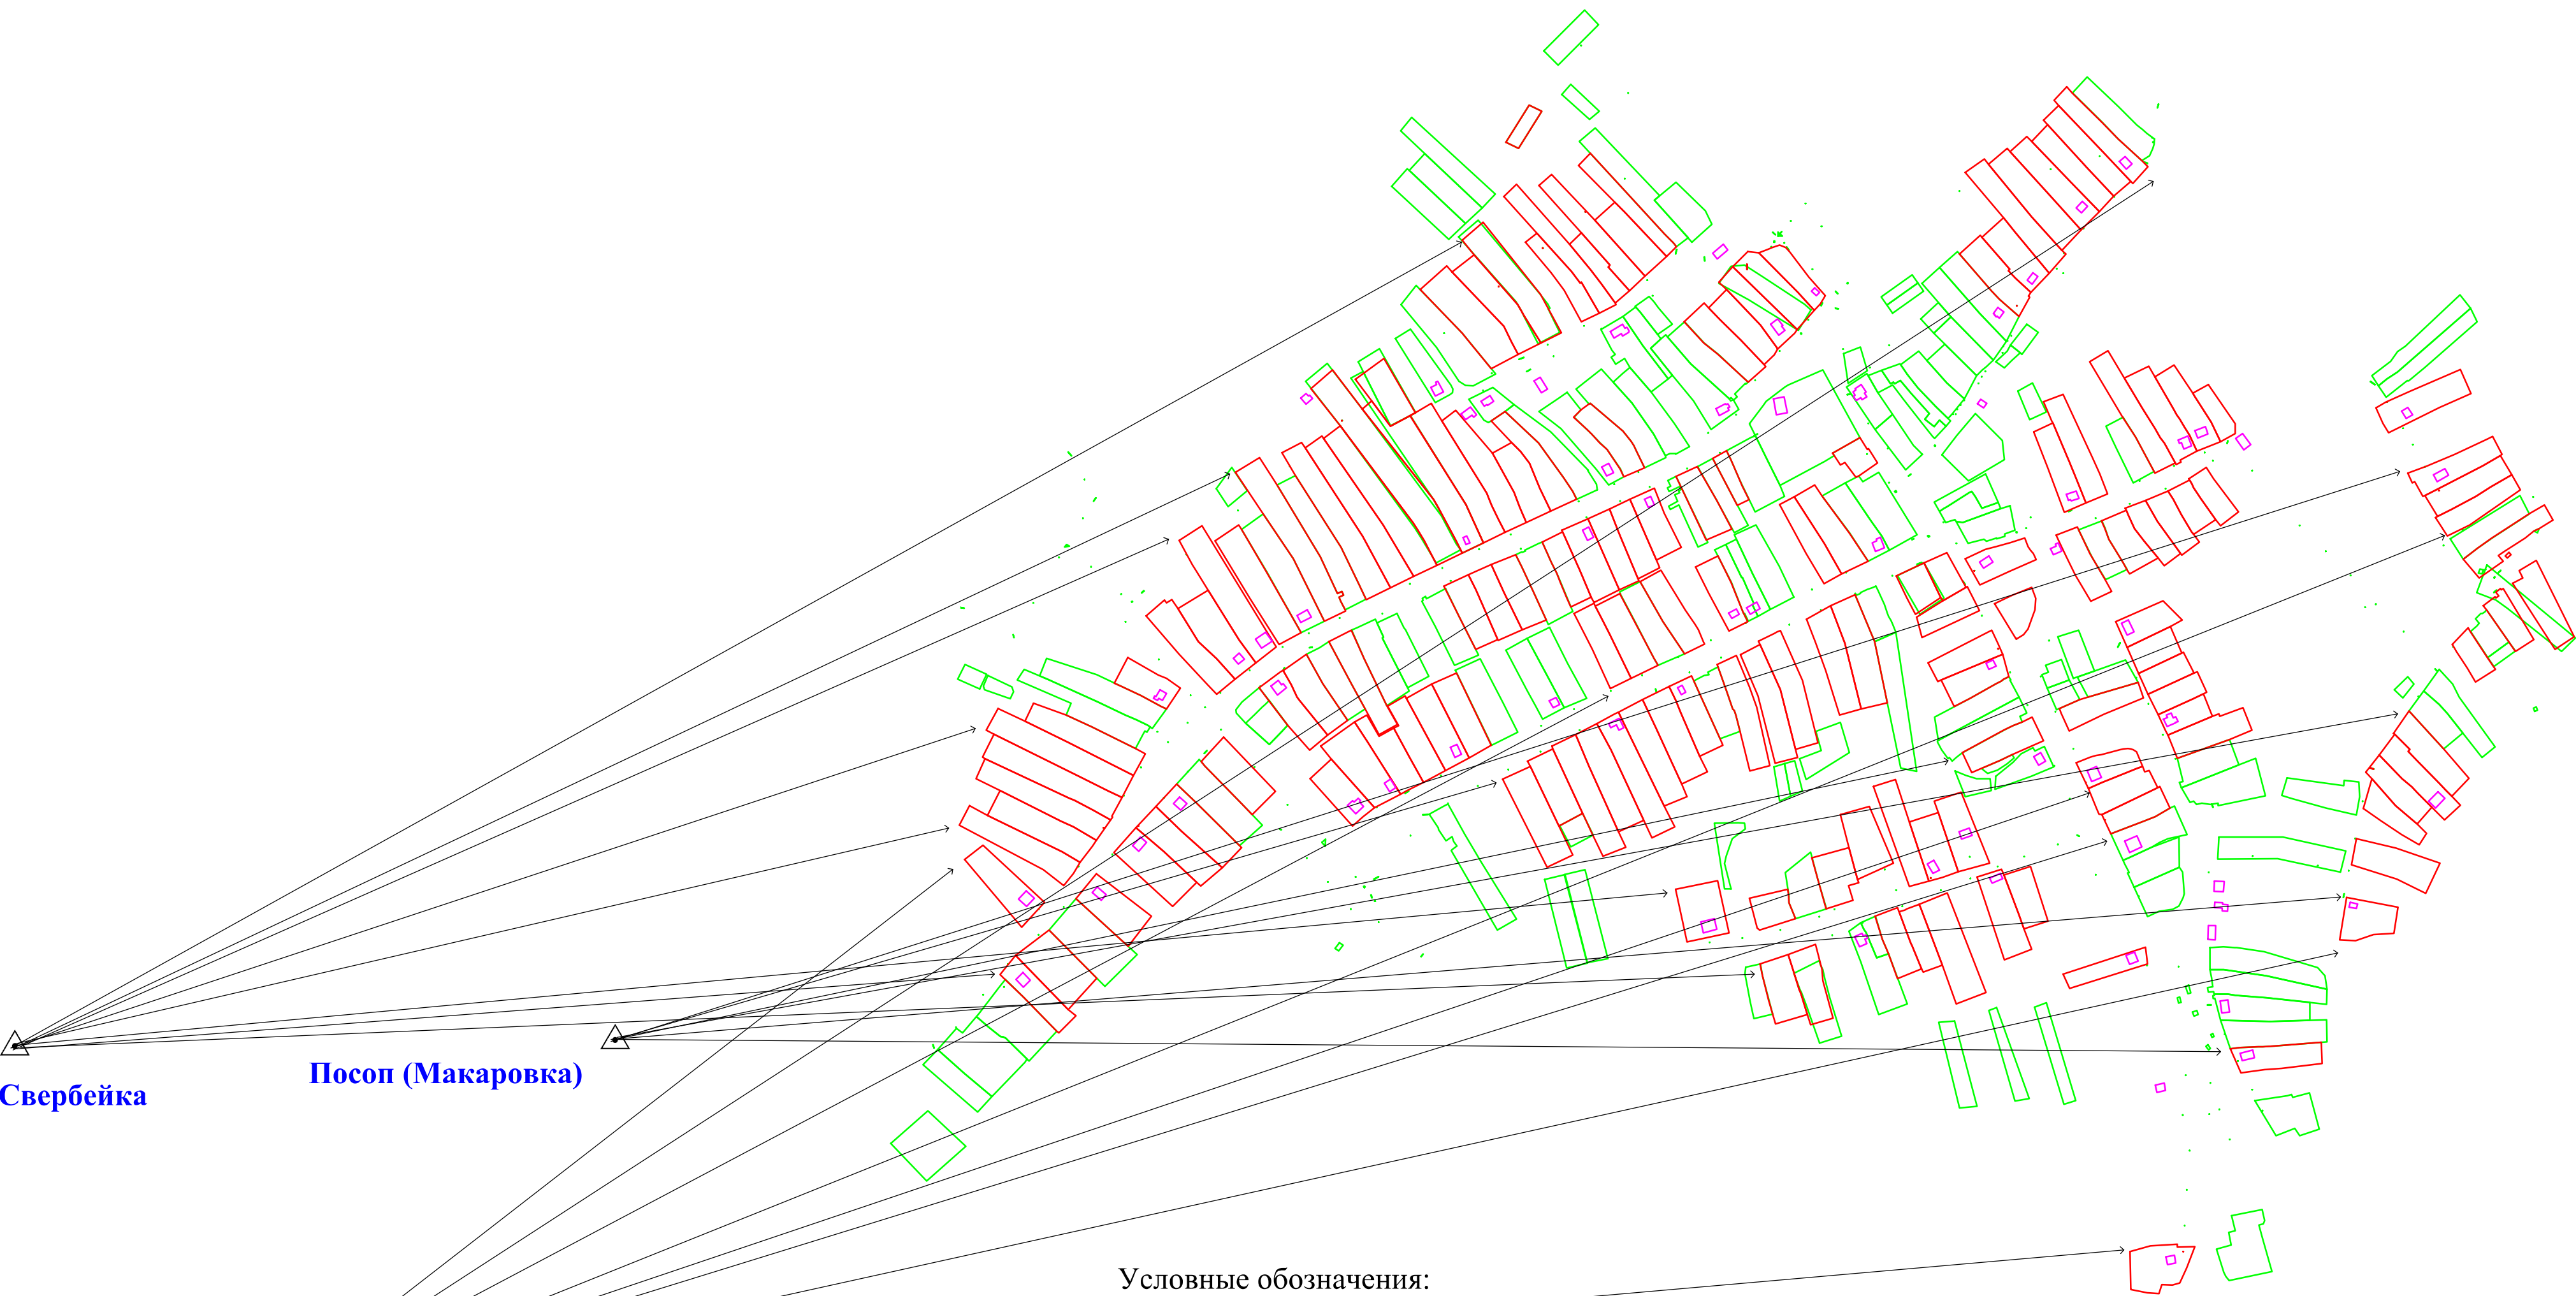 Посоп (Макаровка)
Свербейка
Условные обозначения: